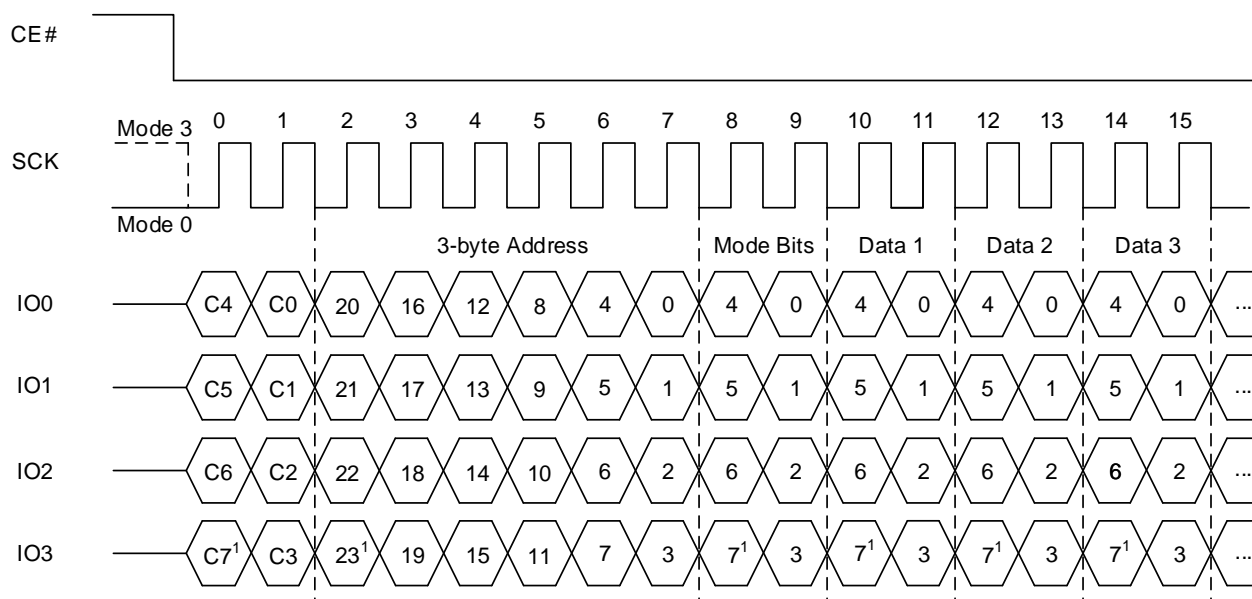 CE#
0 1 2 3 4 5 6 7 8 9 10 11 12 13 14 15
Mode 3
SCK
Mode 0
3-byte Address Mode Bits Data 1 Data 2 Data 3
IO0 C4 C0 20 16 12 8 4 0 4 0 4 0 4 0 4 0 ...
IO1 C5 C1 21 17 13 9 5 1 5 1 5 1 5 1 5 1 ...
IO2 C6 C2 22 18 14 10 6 2 6 2 6 2 6 2 6 2 ...
IO3 C7¹ C3 23¹ 19 15 11 7 3 7¹ 3 7¹ 3 7¹ 3 7¹ 3 ...